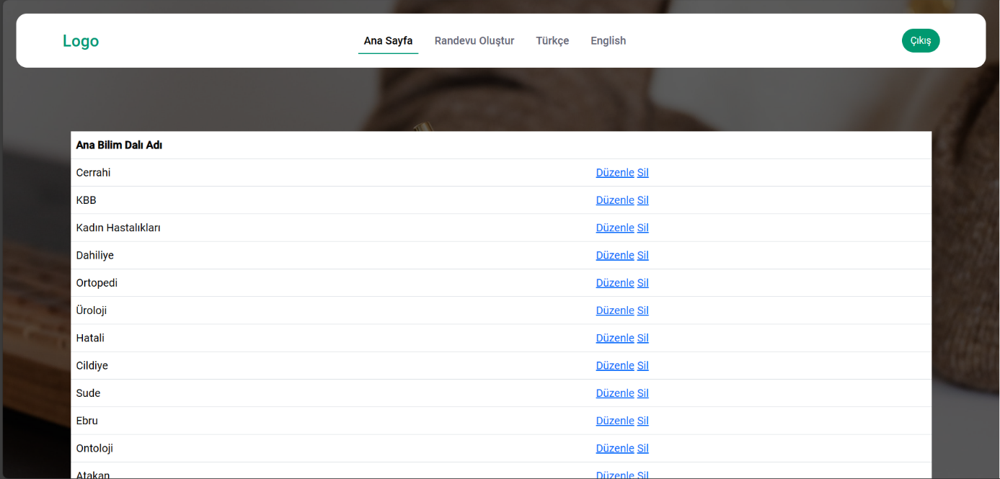 Logo
Ana Sayfa Randevu Oluştur Türkçe English
Çıkış
Ana Bilim Dalı Adı
Cerrahi Düzenle Sil
KBB Düzenle Sil
Kadın Hastalıkları Düzenle Sil
Dahiliye Düzenle Sil
Ortopedi Düzenle Sil
Üroloji Düzenle Sil
Hatali Düzenle Sil
Cildiye Düzenle Sil
Sude Düzenle Sil
Ebru Düzenle Sil
Ontoloji Düzenle Sil
Atakan Düzenle Sil